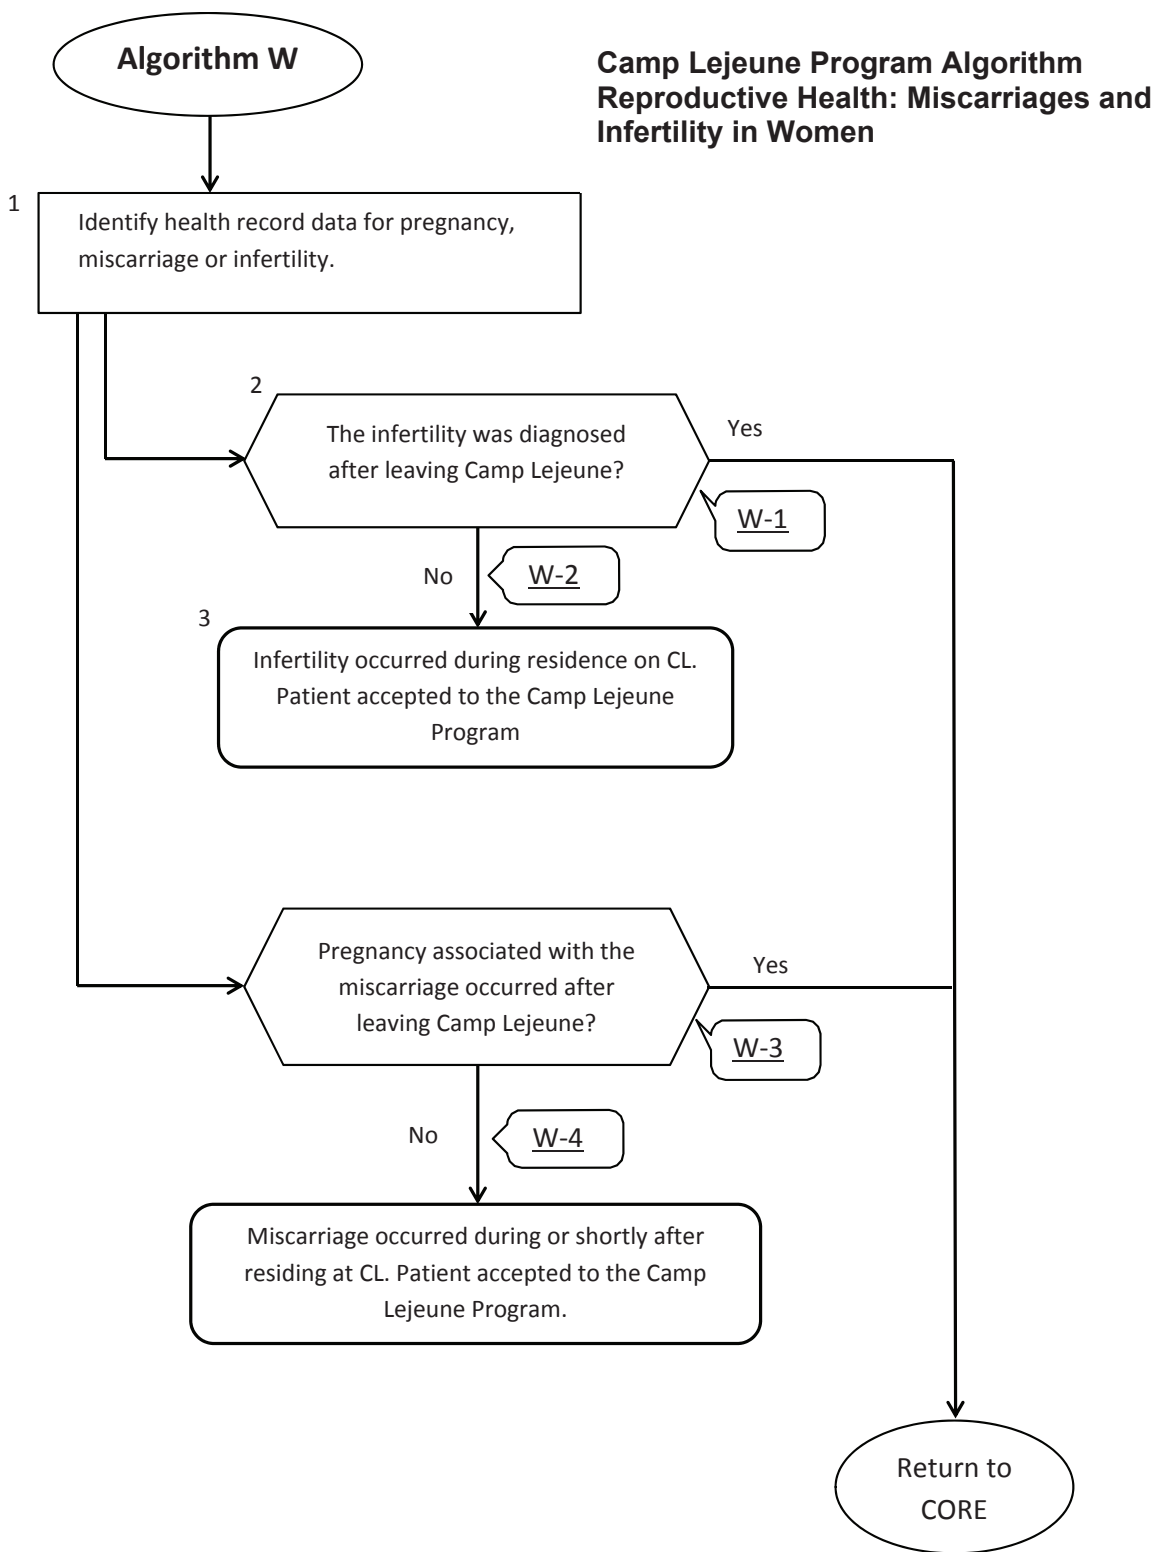 Algorithm W
Camp Lejeune Program Algorithm
Reproductive Health: Miscarriages and
Infertility in Women
1
Identify health record data for pregnancy,
miscarriage or infertility.
2
The infertility was diagnosed
after leaving Camp Lejeune?
Yes
W-1
No
W-2
3
Infertility occurred during residence on CL.
Patient accepted to the Camp Lejeune
Program
Pregnancy associated with the
miscarriage occurred after
leaving Camp Lejeune?
Yes
W-3
No
W-4
Miscarriage occurred during or shortly after
residing at CL. Patient accepted to the Camp
Lejeune Program.
Return to
CORE